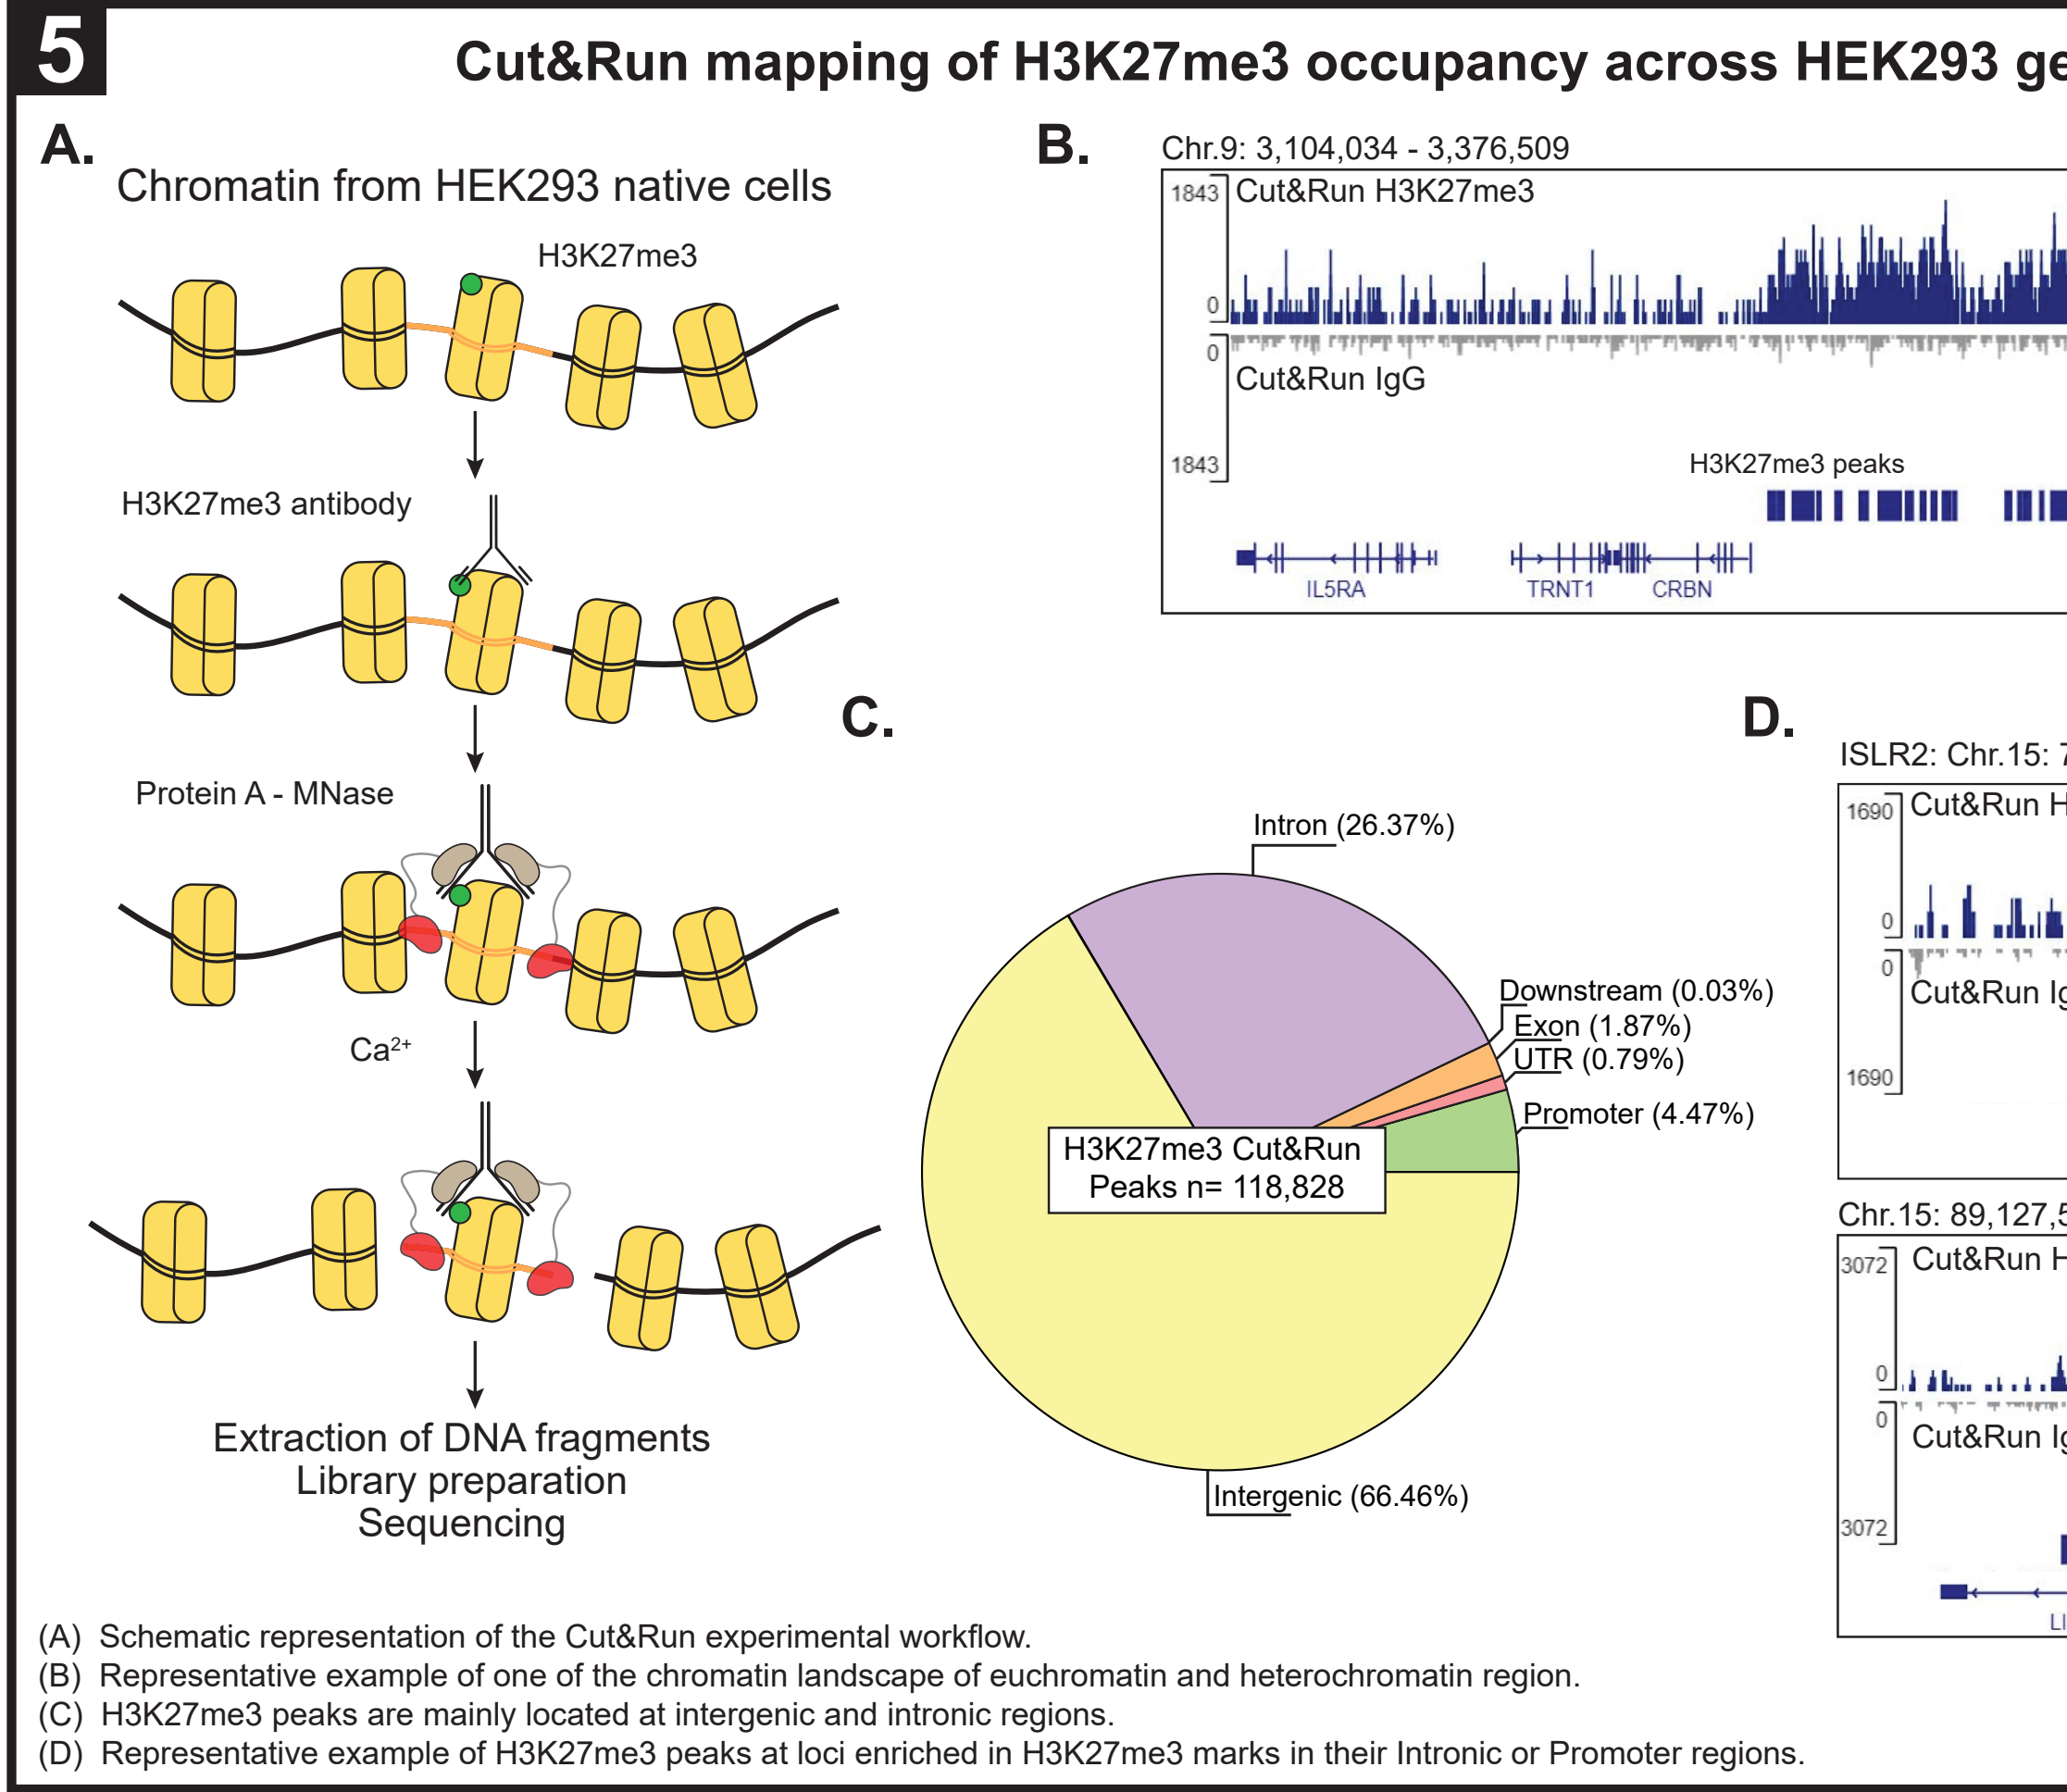 5
Cut&Run mapping of H3K27me3 occupancy across HEK293 ge
A.
Chromatin from HEK293 native cells
H3K27me3
H3K27me3 antibody
Protein A - MNase
Ca²⁺
Extraction of DNA fragments
Library preparation
Sequencing
B.
Chr.9: 3,104,034 - 3,376,509
1843
Cut&Run H3K27me3
0
0
Cut&Run IgG
1843
H3K27me3 peaks
IL5RA
TRNT1
CRBN
C.
Intron (26.37%)
Downstream (0.03%)
Exon (1.87%)
UTR (0.79%)
Promoter (4.47%)
H3K27me3 Cut&Run
Peaks n= 118,828
Intergenic (66.46%)
D.
ISLR2: Chr.15: 7
1690
Cut&Run H
0
0
Cut&Run Ig
1690
Chr.15: 89,127,5
3072
Cut&Run H
0
0
Cut&Run Ig
3072
LI
(A) Schematic representation of the Cut&Run experimental workflow.
(B) Representative example of one of the chromatin landscape of euchromatin and heterochromatin region.
(C) H3K27me3 peaks are mainly located at intergenic and intronic regions.
(D) Representative example of H3K27me3 peaks at loci enriched in H3K27me3 marks in their Intronic or Promoter regions.